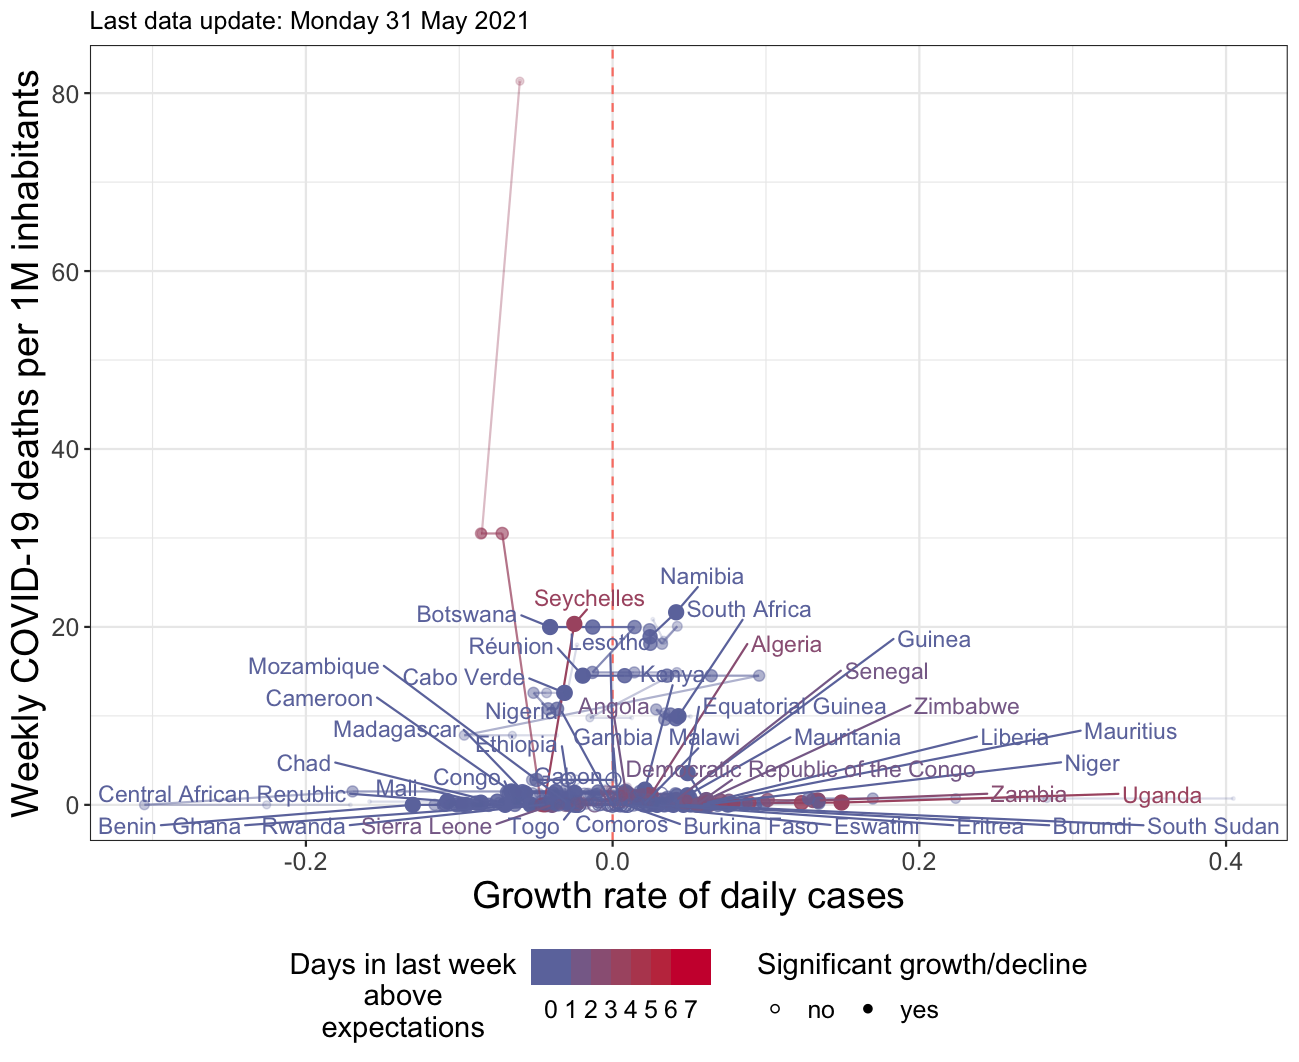 Last data update: Monday 31 May 2021
Weekly COVID-19 deaths per 1M inhabitants
80
60
40
20
0
Namibia
Seychelles
Botswana
South Africa
Réunion
Lesotho
Algeria
Guinea
Mozambique
Cabo Verde
Kenya
Senegal
Cameroon
Nigeria
Angola
Equatorial Guinea
Zimbabwe
Madagascar
Ethiopia
Gambia
Malawi
Mauritania
Liberia
Mauritius
Chad
Congo
Gabon
Democratic Republic of the Congo
Niger
Central African Republic
Mali
Zambia
Uganda
Benin
Ghana
Rwanda
Sierra Leone
Togo
Comoros
Burkina Faso
Eswatini
Eritrea
Burundi
South Sudan
-0.2
0.0
0.2
0.4
Growth rate of daily cases
Days in last week
above
expectations
0 1 2 3 4 5 6 7
Significant growth/decline
no
yes